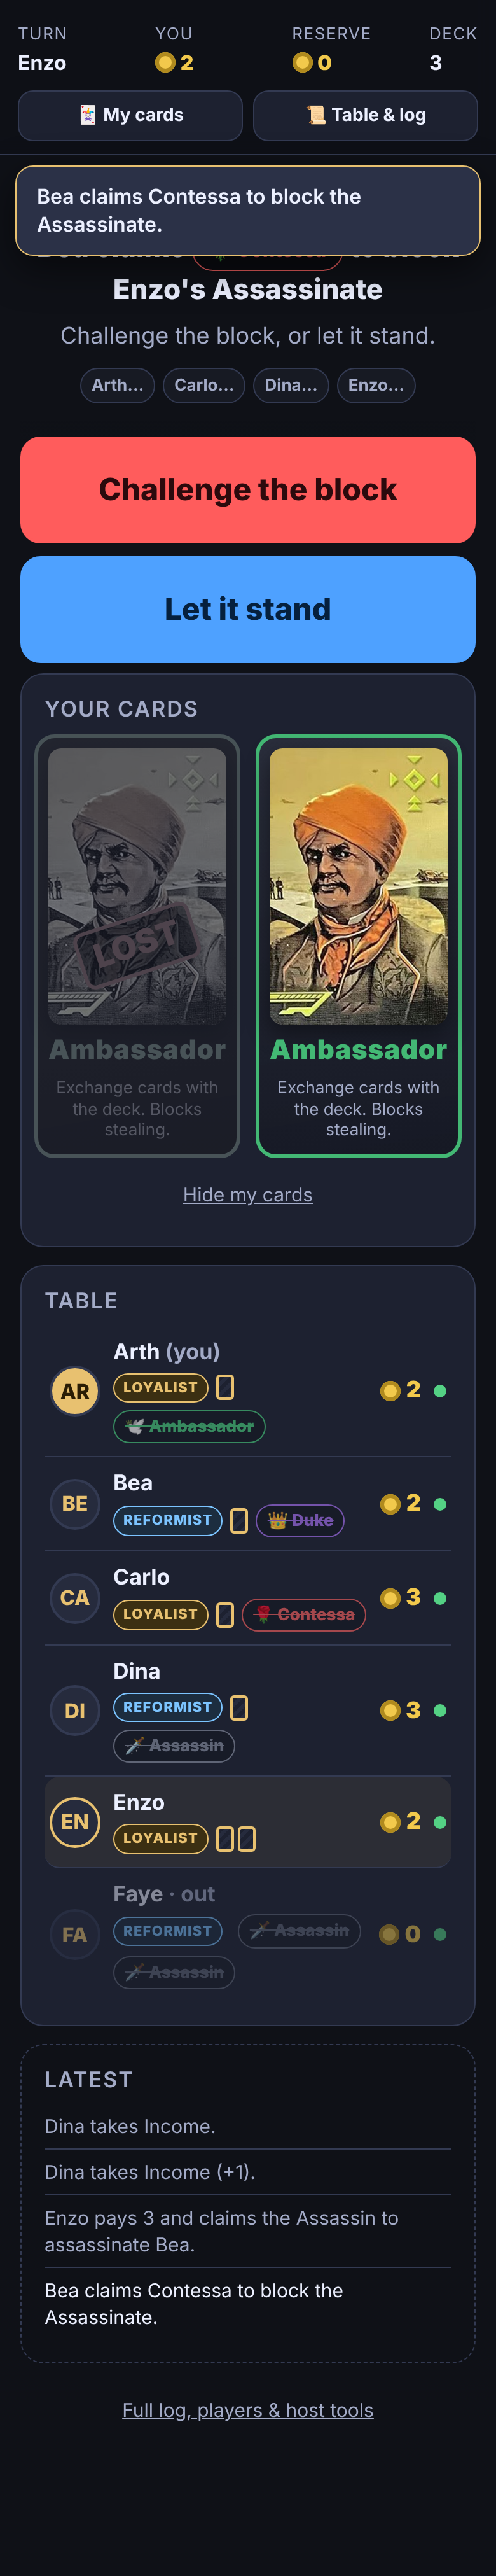 TURN YOU RESERVE DECK
Enzo 2 0 3
🃏 My cards 📜 Table & log
Bea claims Contessa to block the
Assassinate.
Enzo's Assassinate
Challenge the block, or let it stand.
Arth... Carlo... Dina... Enzo...
Challenge the block
Let it stand
YOUR CARDS
LOST
Ambassador Ambassador
Exchange cards with
the deck. Blocks
stealing.
Exchange cards with
the deck. Blocks
stealing.
Hide my cards
TABLE
AR
Arth (you)
LOYALIST
2
🕊️ Ambassador
BE
Bea
REFORMIST 👑 Duke
2
CA
Carlo
LOYALIST 🌹 Contessa
3
DI
Dina
REFORMIST
3
🗡️ Assassin
EN
Enzo
LOYALIST
2
FA
Faye · out
REFORMIST 🗡️ Assassin
0
🗡️ Assassin
LATEST
Dina takes Income.
Dina takes Income (+1).
Enzo pays 3 and claims the Assassin to
assassinate Bea.
Bea claims Contessa to block the
Assassinate.
Full log, players & host tools